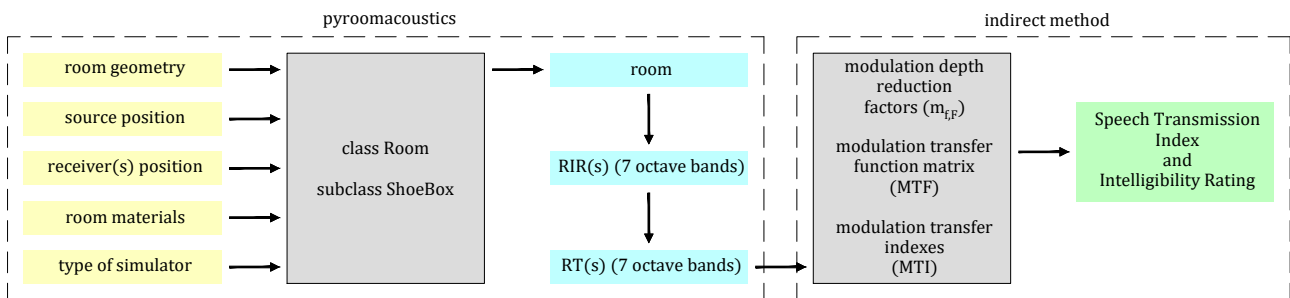 pyroomacoustics
indirect method
room geometry
source position
receiver(s) position
room materials
type of simulator
class Room
subclass ShoeBox
room
RIR(s) (7 octave bands)
RT(s) (7 octave bands)
modulation depth
reduction
factors (m_f,F)
modulation transfer
function matrix
(MTF)
modulation transfer
indexes
(MTI)
Speech Transmission
Index
and
Intelligibility Rating